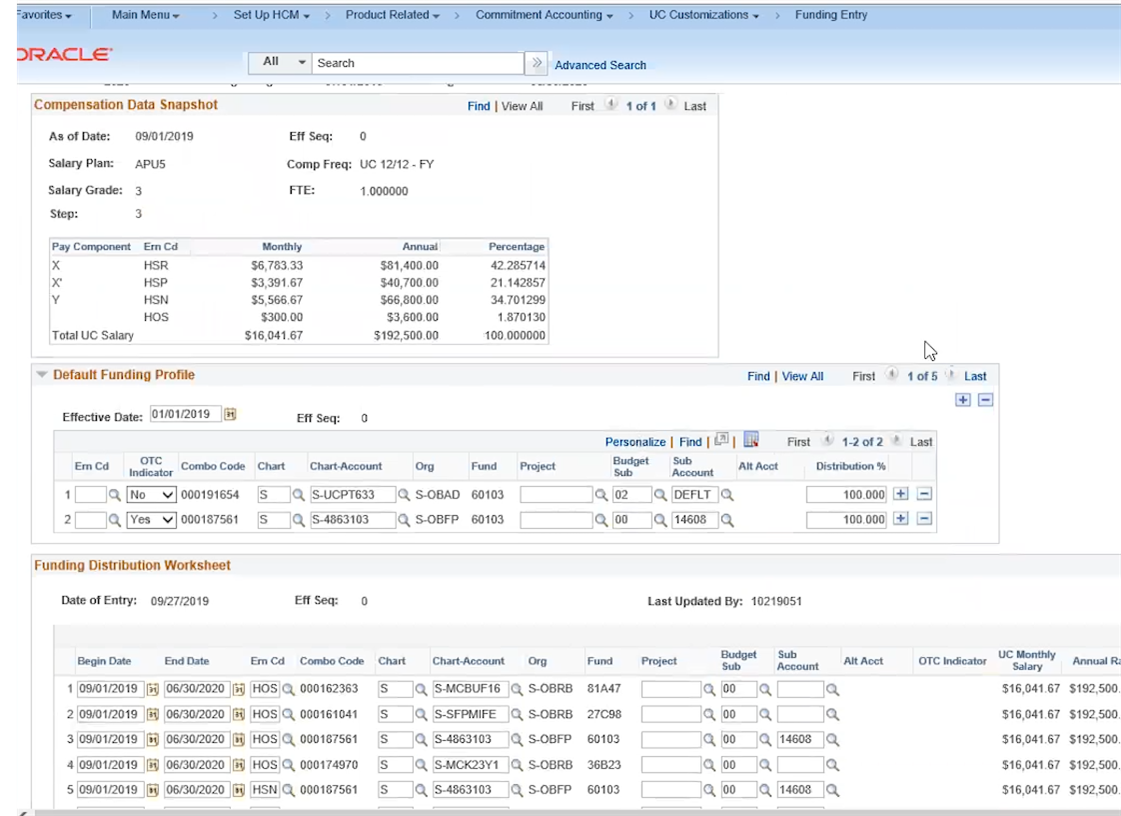 Favorites Main Menu > Set Up HCM > Product Related > Commitment Accounting > UC Customizations > Funding Entry
ORACLE
All Search Advanced Search
Compensation Data Snapshot Find | View All First 1 of 1 Last
As of Date: 09/01/2019 Eff Seq: 0
Salary Plan: APU5 Comp Freq: UC 12/12 - FY
Salary Grade: 3 FTE: 1.000000
Step: 3
Pay Component Ern Cd Monthly Annual Percentage
X HSR $6,783.33 $81,400.00 42.285714
X' HSP $3,391.67 $40,700.00 21.142857
Y HSN $5,566.67 $66,800.00 34.701299
HOS $300.00 $3,600.00 1.870130
Total UC Salary $16,041.67 $192,500.00 100.000000
Default Funding Profile Find | View All First 1 of 5 Last
Effective Date: 01/01/2019 Eff Seq: 0
Personalize | Find | First 1-2 of 2 Last
Ern Cd OTC Indicator Combo Code Chart Chart-Account Org Fund Project Budget Sub Sub Account Alt Acct Distribution %
1 No 000191654 S S-UCPT633 S-OBAD 60103 02 DEFLT 100.000
2 Yes 000187561 S S-4863103 S-OBFP 60103 00 14608 100.000
Funding Distribution Worksheet
Date of Entry: 09/27/2019 Eff Seq: 0 Last Updated By: 10219051
Begin Date End Date Ern Cd Combo Code Chart Chart-Account Org Fund Project Budget Sub Sub Account Alt Acct OTC Indicator UC Monthly Salary Annual Ra
1 09/01/2019 06/30/2020 HOS 000162363 S S-MCBUF16 S-OBRB 81A47 00 $16,041.67 $192,500.
2 09/01/2019 06/30/2020 HOS 000161041 S S-SFPMIFE S-OBRB 27C98 00 $16,041.67 $192,500.
3 09/01/2019 06/30/2020 HOS 000187561 S S-4863103 S-OBFP 60103 00 14608 $16,041.67 $192,500.
4 09/01/2019 06/30/2020 HOS 000174970 S S-MCK23Y1 S-OBRB 36B23 00 $16,041.67 $192,500.
5 09/01/2019 06/30/2020 HSN 000187561 S S-4863103 S-OBFP 60103 00 14608 $16,041.67 $192,500.